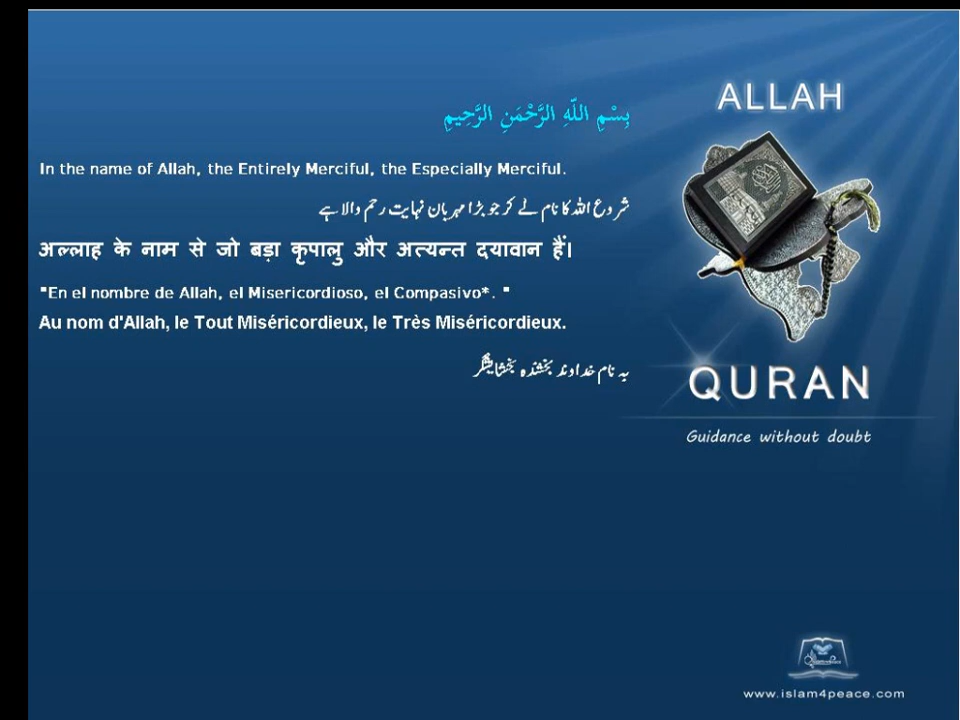 بِسْمِ اللَّهِ الرَّحْمَنِ الرَّحِيمِ
In the name of Allah, the Entirely Merciful, the Especially Merciful.
شروع الله کا نام لے کر جو بڑا مہربان نہایت رحم والا ہے
अल्लाह के नाम से जो बड़ा कृपालु और अत्यन्त दयावान हैं।
"En el nombre de Allah, el Misericordioso, el Compasivo*. "
Au nom d'Allah, le Tout Miséricordieux, le Très Miséricordieux.
به نام خداوند بخشنده بخشایشگر
ALLAH
QURAN
Guidance without doubt
www.islam4peace.com